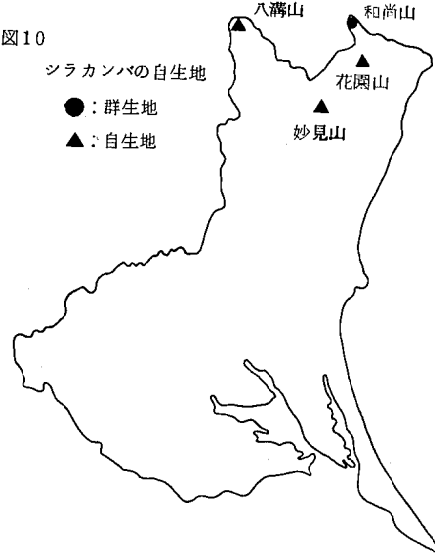 図10
シラカンバの自生地
●：群生地
▲：自生地
八溝山
和尚山
花園山
妙見山